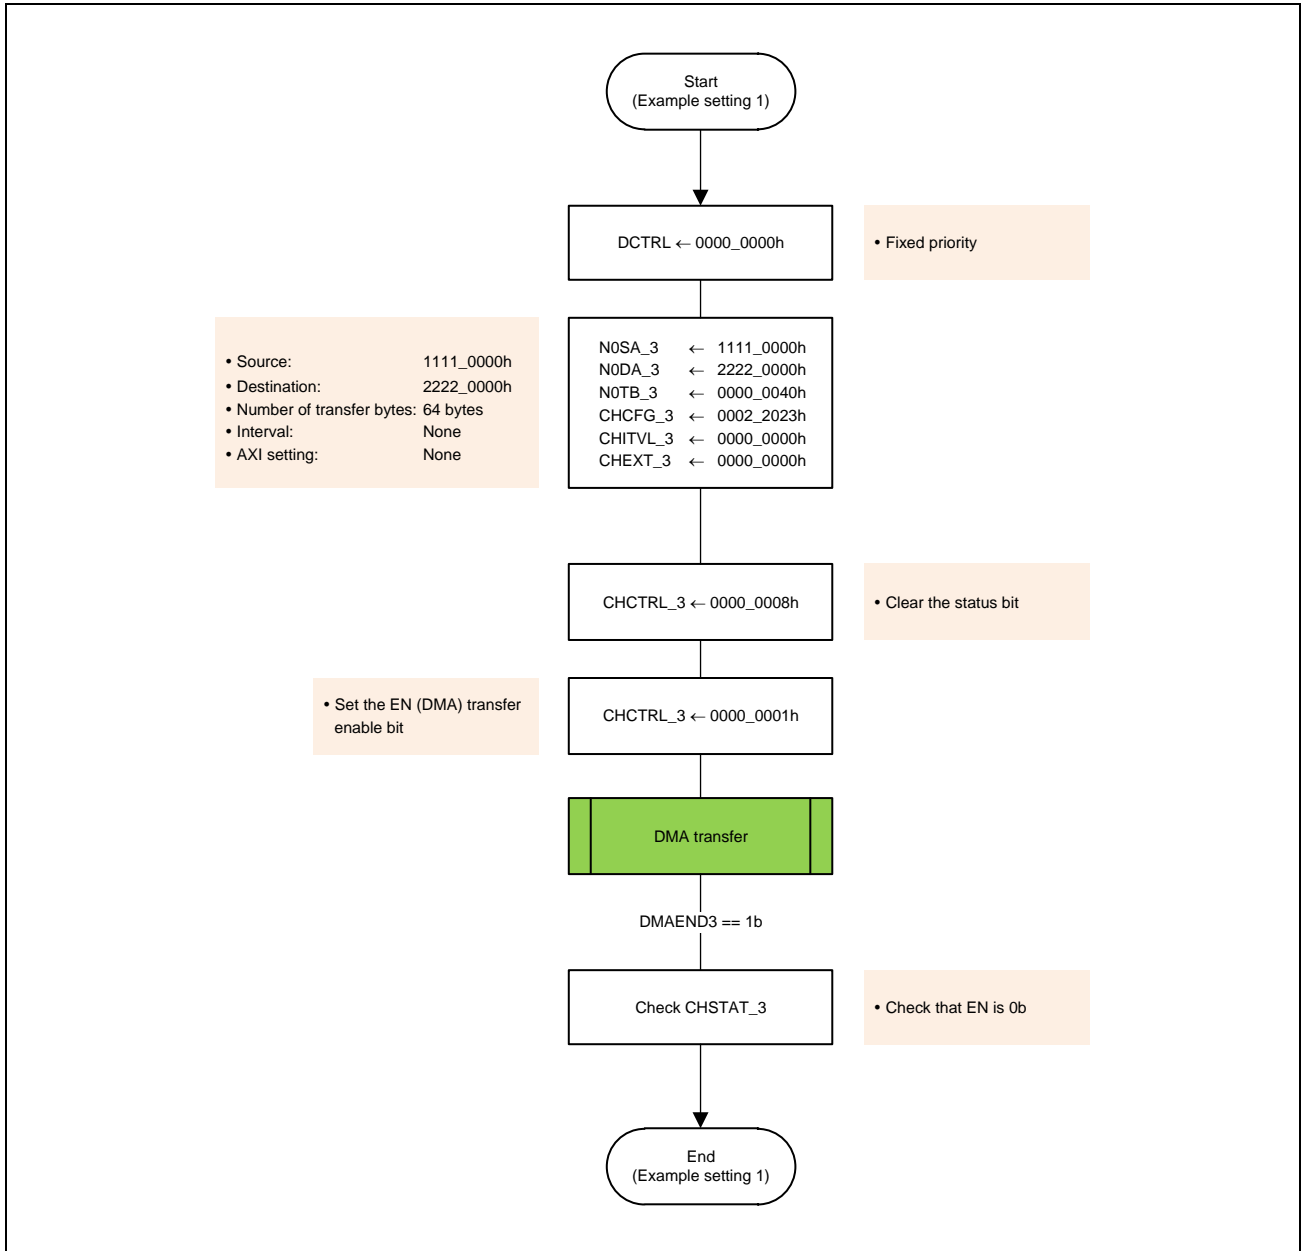 Start
(Example setting 1)
DCTRL ← 0000_0000h
• Fixed priority
• Source: 1111_0000h
• Destination: 2222_0000h
• Number of transfer bytes: 64 bytes
• Interval: None
• AXI setting: None
N0SA_3 ← 1111_0000h
N0DA_3 ← 2222_0000h
N0TB_3 ← 0000_0040h
CHCFG_3 ← 0002_2023h
CHITVL_3 ← 0000_0000h
CHEXT_3 ← 0000_0000h
CHCTRL_3 ← 0000_0008h
• Clear the status bit
• Set the EN (DMA) transfer
enable bit
CHCTRL_3 ← 0000_0001h
DMA transfer
DMAEND3 == 1b
Check CHSTAT_3
• Check that EN is 0b
End
(Example setting 1)